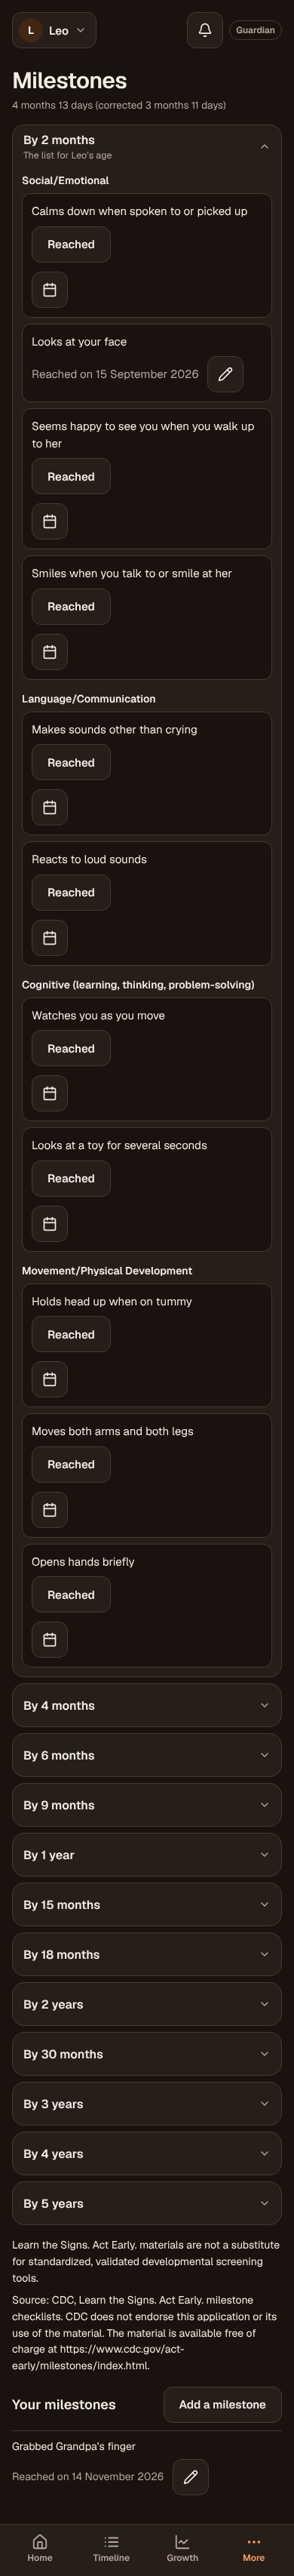 L Leo Guardian
Milestones
4 months 13 days (corrected 3 months 11 days)
By 2 months
The list for Leo's age
Social/Emotional
Calms down when spoken to or picked up
Reached
Looks at your face
Reached on 15 September 2026
Seems happy to see you when you walk up
to her
Reached
Smiles when you talk to or smile at her
Reached
Language/Communication
Makes sounds other than crying
Reached
Reacts to loud sounds
Reached
Cognitive (learning, thinking, problem-solving)
Watches you as you move
Reached
Looks at a toy for several seconds
Reached
Movement/Physical Development
Holds head up when on tummy
Reached
Moves both arms and both legs
Reached
Opens hands briefly
Reached
By 4 months
By 6 months
By 9 months
By 1 year
By 15 months
By 18 months
By 2 years
By 30 months
By 3 years
By 4 years
By 5 years
Learn the Signs. Act Early. materials are not a substitute
for standardized, validated developmental screening
tools.
Source: CDC, Learn the Signs. Act Early. milestone
checklists. CDC does not endorse this application or its
use of the material. The material is available free of
charge at https://www.cdc.gov/act-
early/milestones/index.html.
Your milestones Add a milestone
Grabbed Grandpa's finger
Reached on 14 November 2026
Home Timeline Growth More